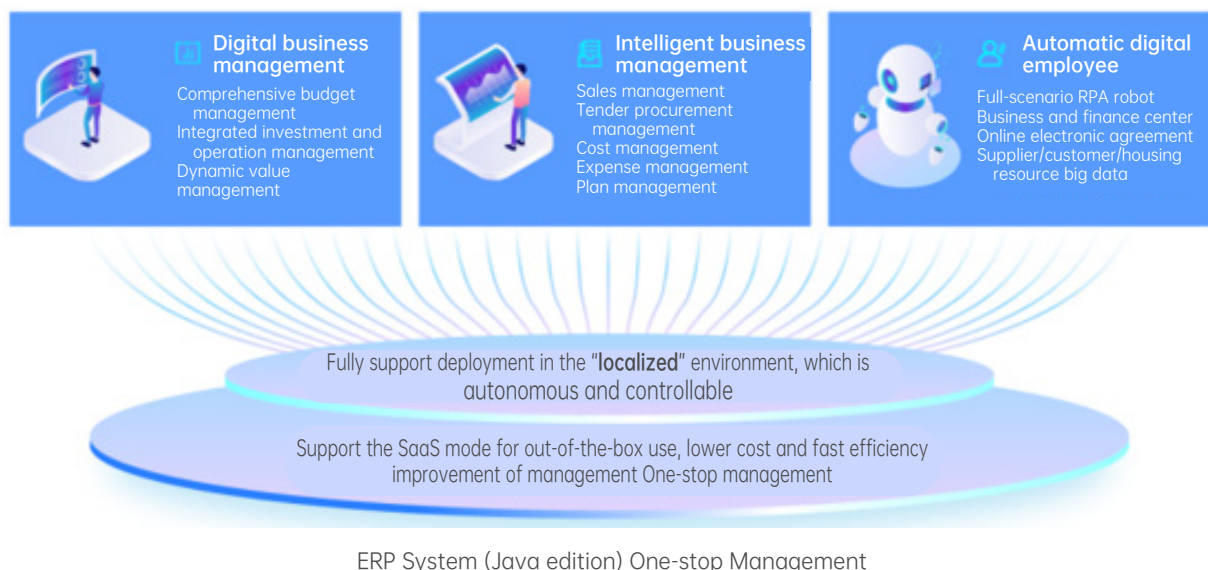 Digital business
management
Comprehensive budget
management
Integrated investment and
operation management
Dynamic value
management
Intelligent business
management
Sales management
Tender procurement
management
Cost management
Expense management
Plan management
Automatic digital
employee
Full-scenario RPA robot
Business and finance center
Online electronic agreement
Supplier/customer/housing
resource big data
Fully support deployment in the "localized" environment, which is
autonomous and controllable
Support the SaaS mode for out-of-the-box use, lower cost and fast efficiency
improvement of management One-stop management
ERP System (Java edition) One-stop Management